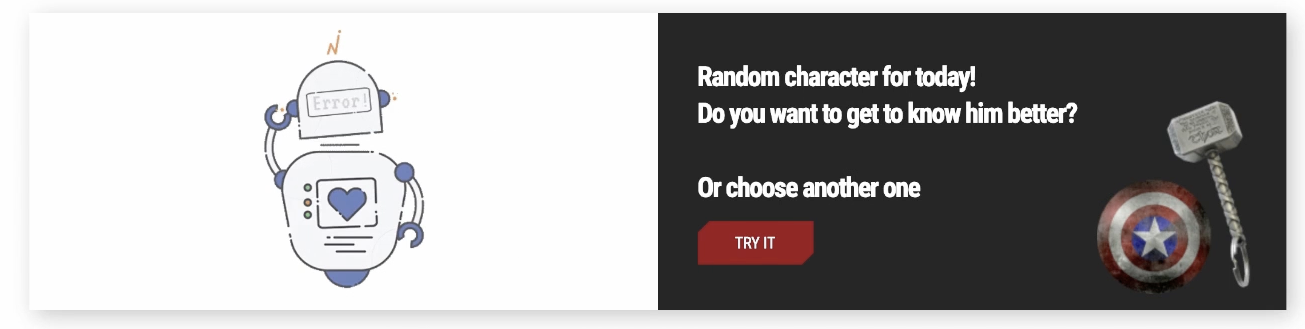 Error!
Random character for today!
Do you want to get to know him better?
Or choose another one
TRY IT